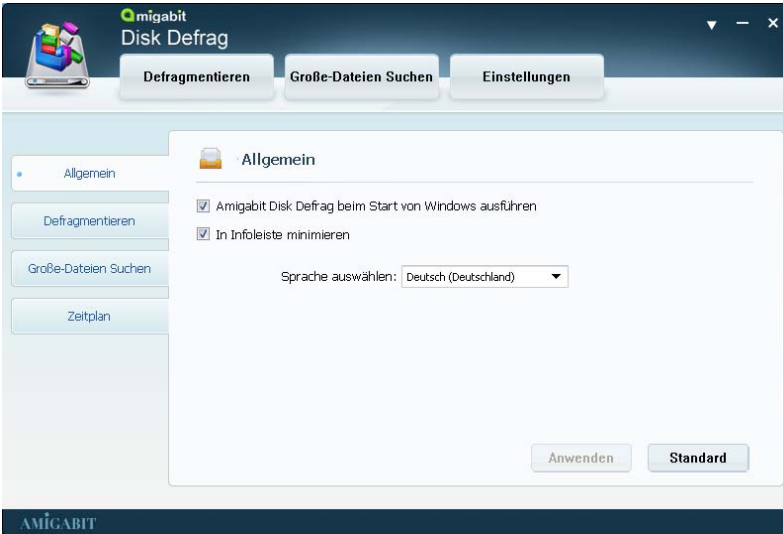 amigabit
Disk Defrag
Defragmentieren
Große-Dateien Suchen
Einstellungen
Allgemein
Defragmentieren
Große-Dateien Suchen
Zeitplan
Allgemein
Amigabit Disk Defrag beim Start von Windows ausführen
In Infoleiste minimieren
Sprache auswählen: Deutsch (Deutschland)
Anwenden
Standard
AMIGABIT